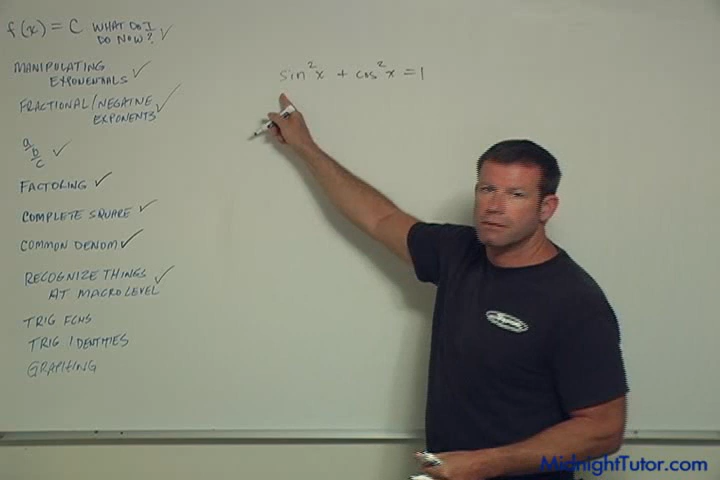 f(x) = C WHAT DO I
DO NOW? ✓
MANIPULATING
EXPONENTIALS ✓
FRACTIONAL/NEGATIVE
EXPONENTS ✓
a
b
c ✓
FACTORING ✓
COMPLETE SQUARE ✓
COMMON DENOM ✓
RECOGNIZE THINGS
AT MACRO LEVEL ✓
TRIG FCNS
TRIG IDENTITIES
GRAPHING
sin²x + cos²x = 1
MidnightTutor.com